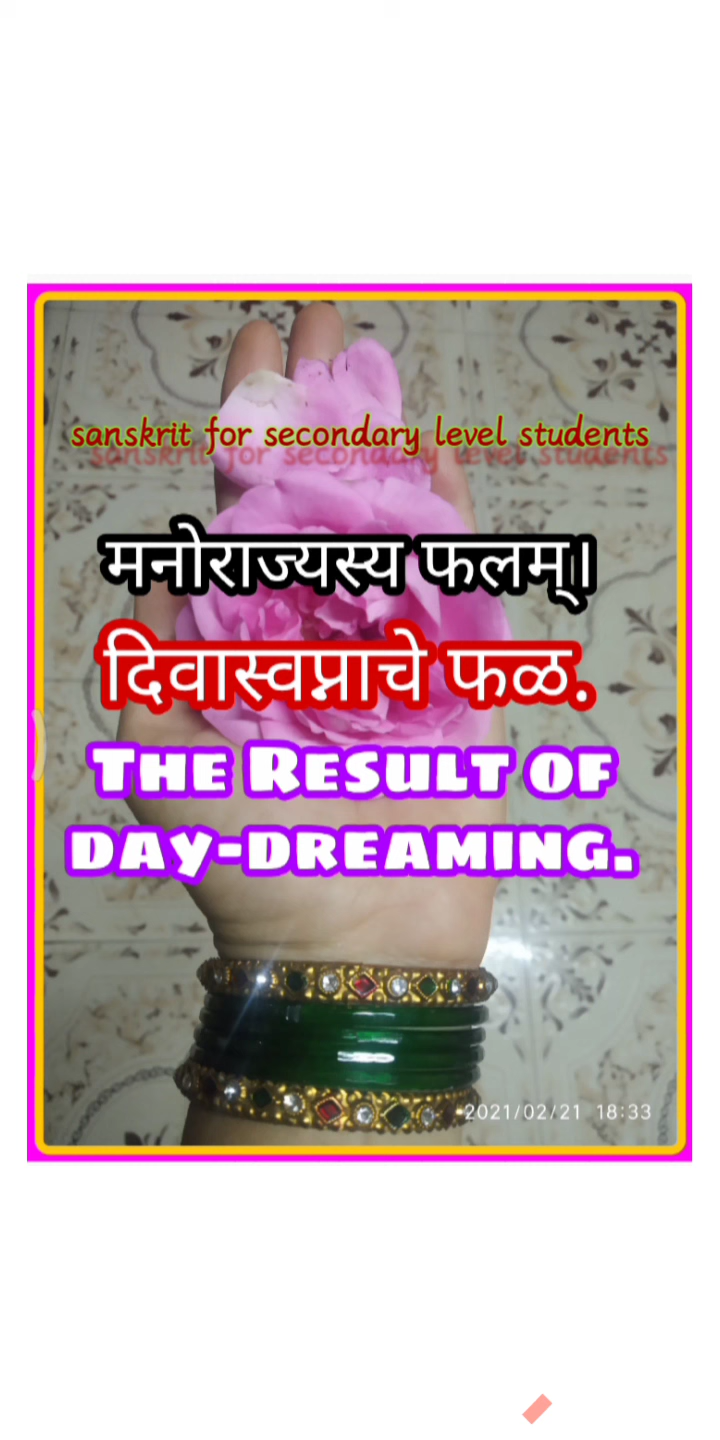 sanskrit for secondary level students
मनोराज्यस्य फलम्।
दिवास्वप्नाचे फळ.
THE RESULT OF
DAY-DREAMING.
2021/02/21 18:33